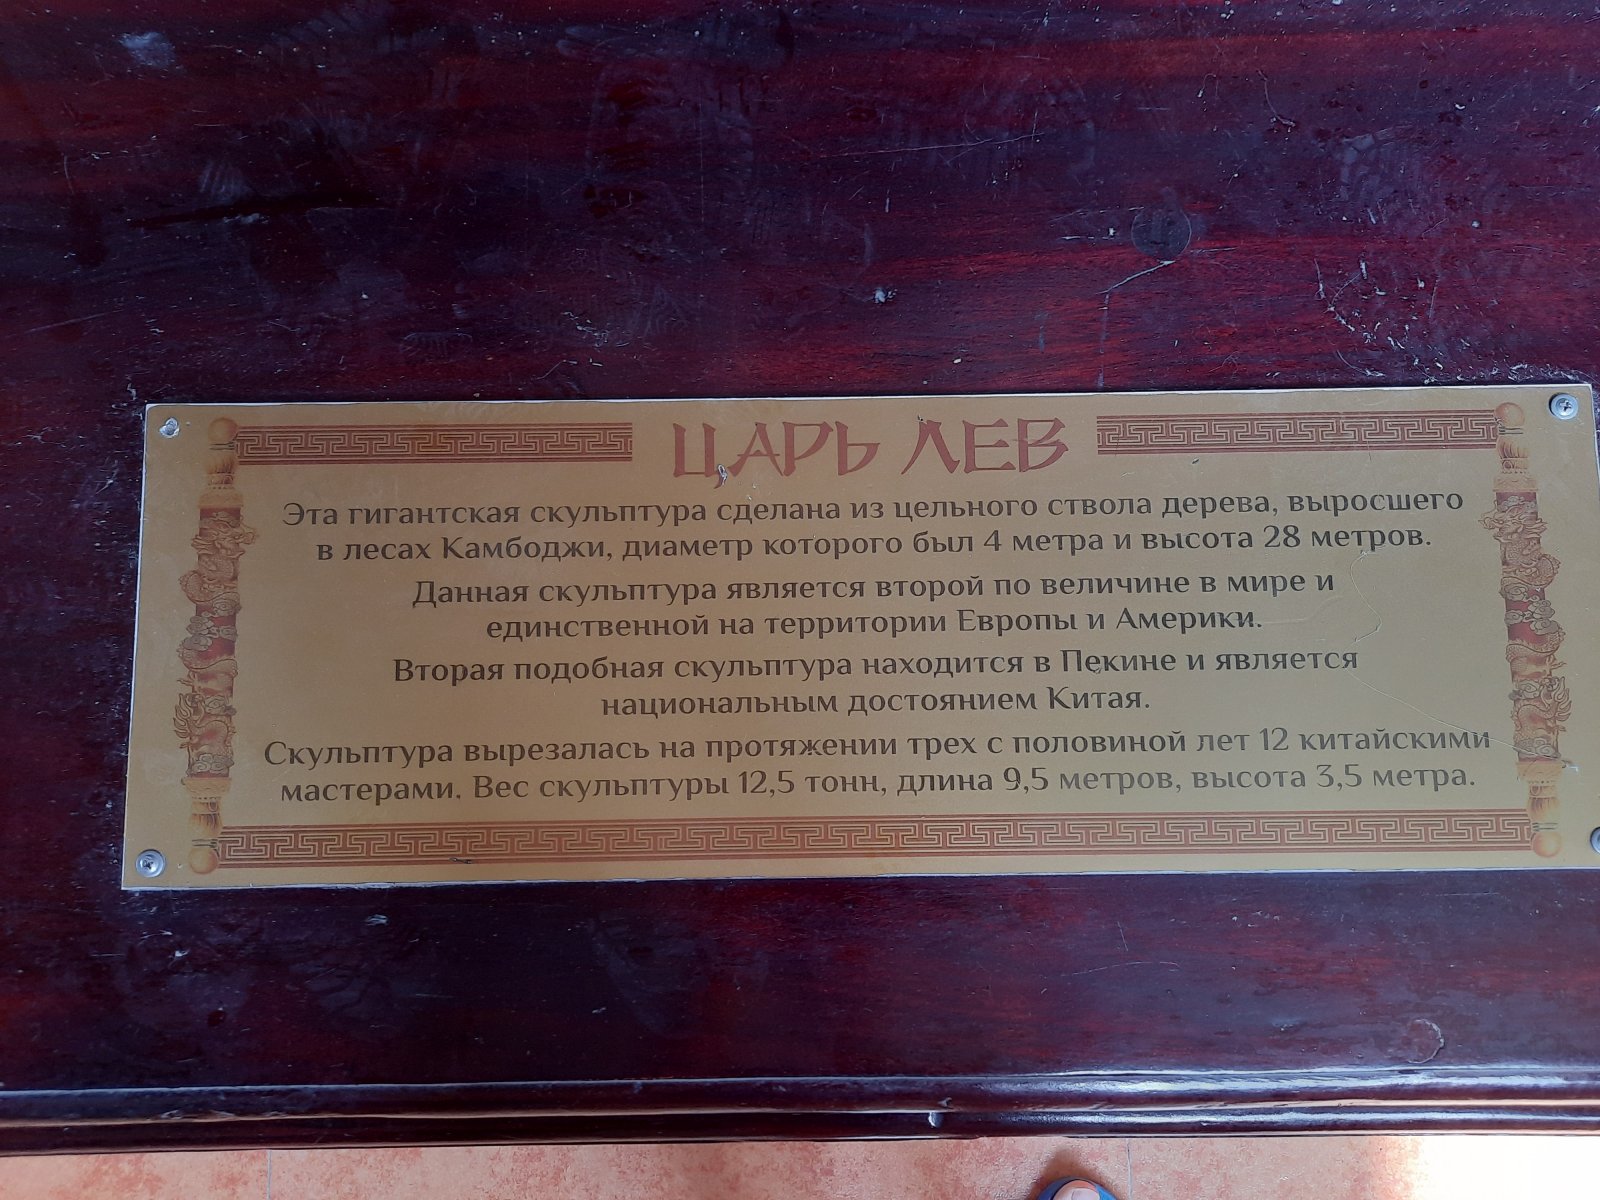 ЦАРЬ ЛЕВ
Эта гигантская скульптура сделана из цельного ствола дерева, выросшего
в лесах Камбоджи, диаметр которого был 4 метра и высота 28 метров.
Данная скульптура является второй по величине в мире и
единственной на территории Европы и Америки.
Вторая подобная скульптура находится в Пекине и является
национальным достоянием Китая.
Скульптура вырезалась на протяжении трех с половиной лет 12 китайскими
мастерами. Вес скульптуры 12,5 тонн, длина 9,5 метров, высота 3,5 метра.